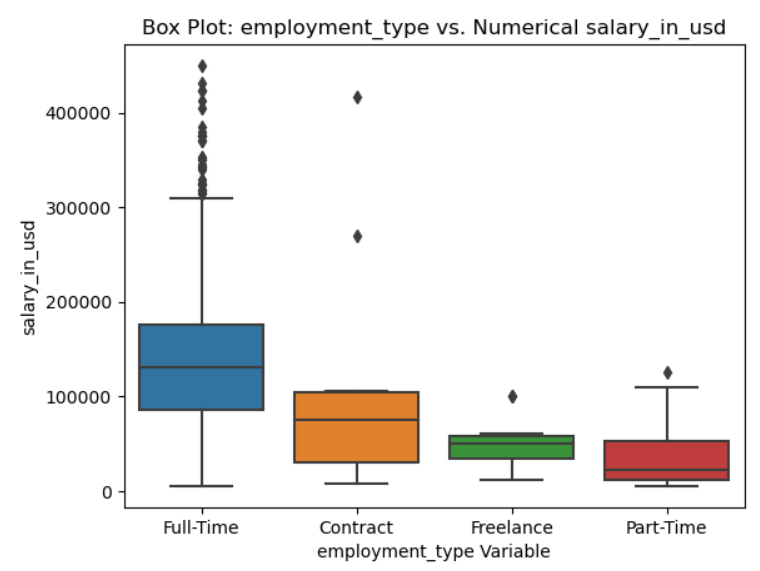 Box Plot: employment_type vs. Numerical salary_in_usd
salary_in_usd
400000
300000
200000
100000
0
Full-Time
Contract
Freelance
Part-Time
employment_type Variable